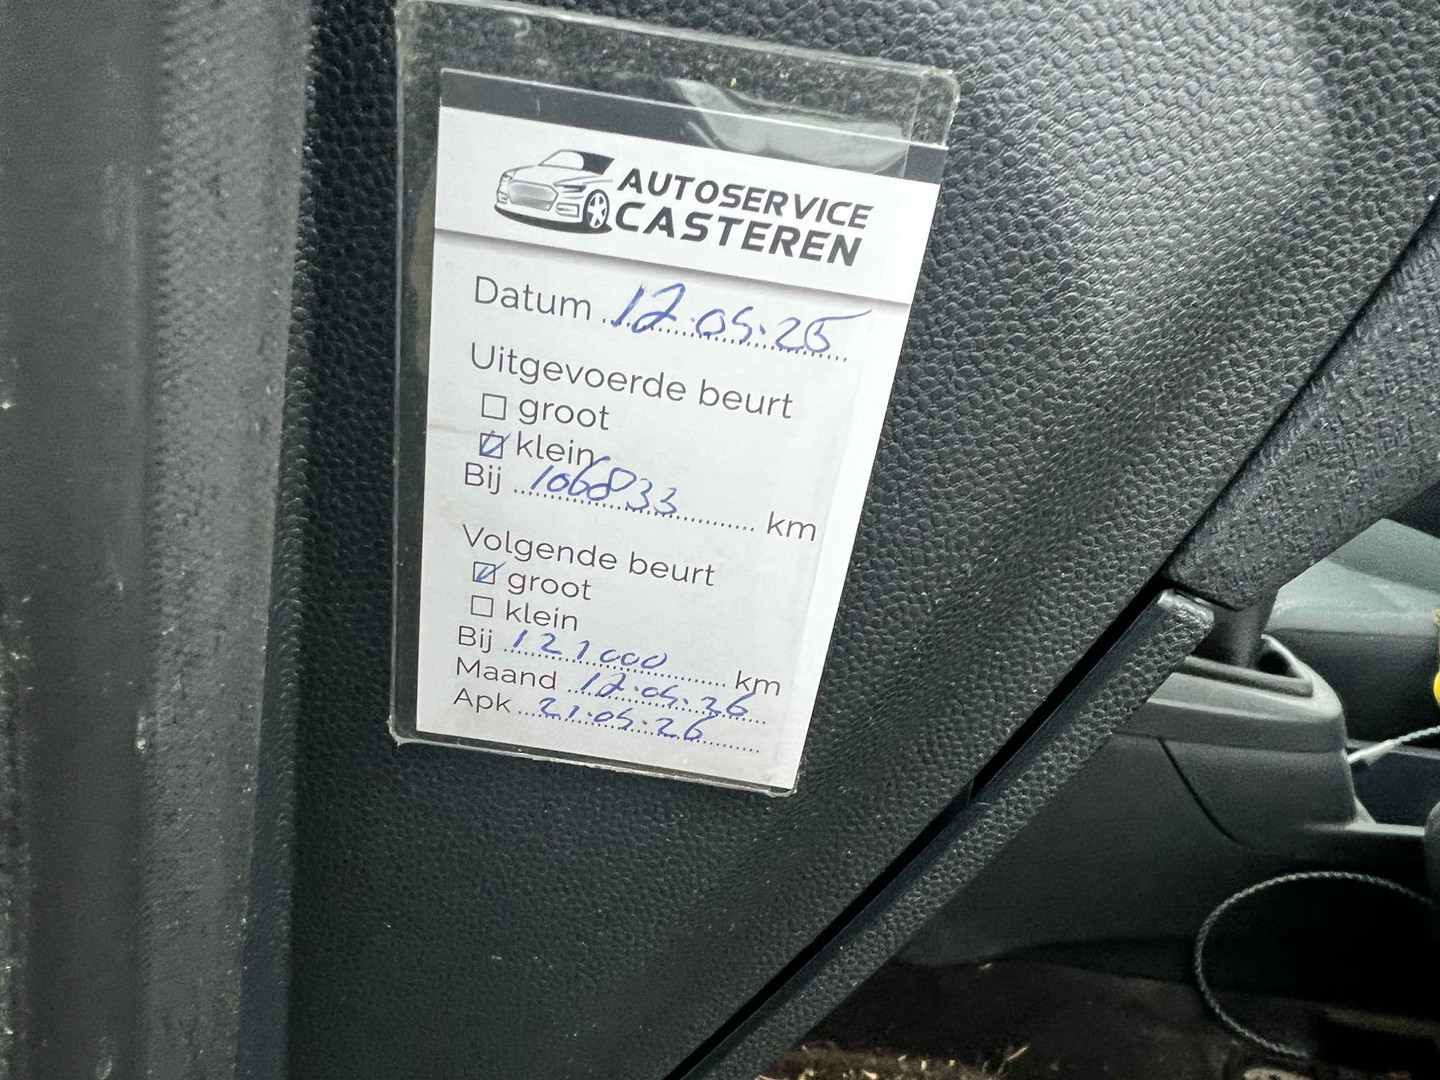 AUTOSERVICE
CASTEREN
Datum 12.05.25
Uitgevoerde beurt
groot
klein
Bij 106833 km
Volgende beurt
groot
klein
Bij 121000 km
Maand 12.05.26
Apk 21.05.26